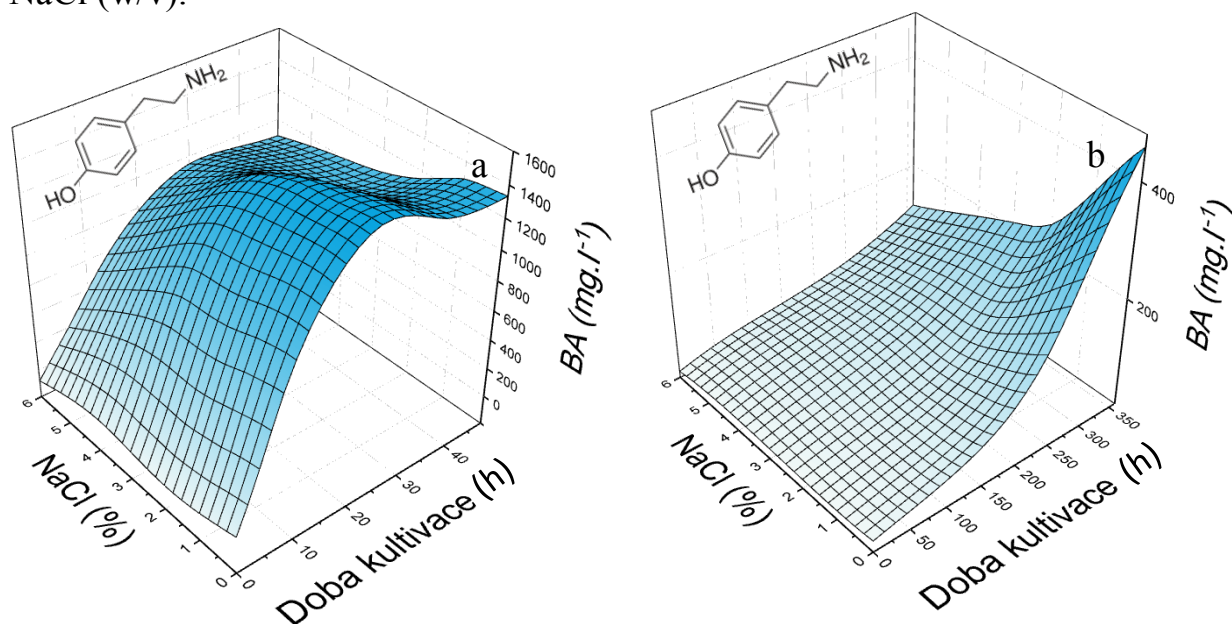 NaCl (w/v).
NH₂
HO
a
1600
1400
1200
1000
800
600
400
200
0
BA (mg.l⁻¹)
6
5
4
3
2
1
0
NaCl (%)
0
10
20
30
40
Doba kultivace (h)
NH₂
HO
b
400
200
BA (mg.l⁻¹)
6
5
4
3
2
1
0
NaCl (%)
0
50
100
150
200
250
300
350
Doba kultivace (h)